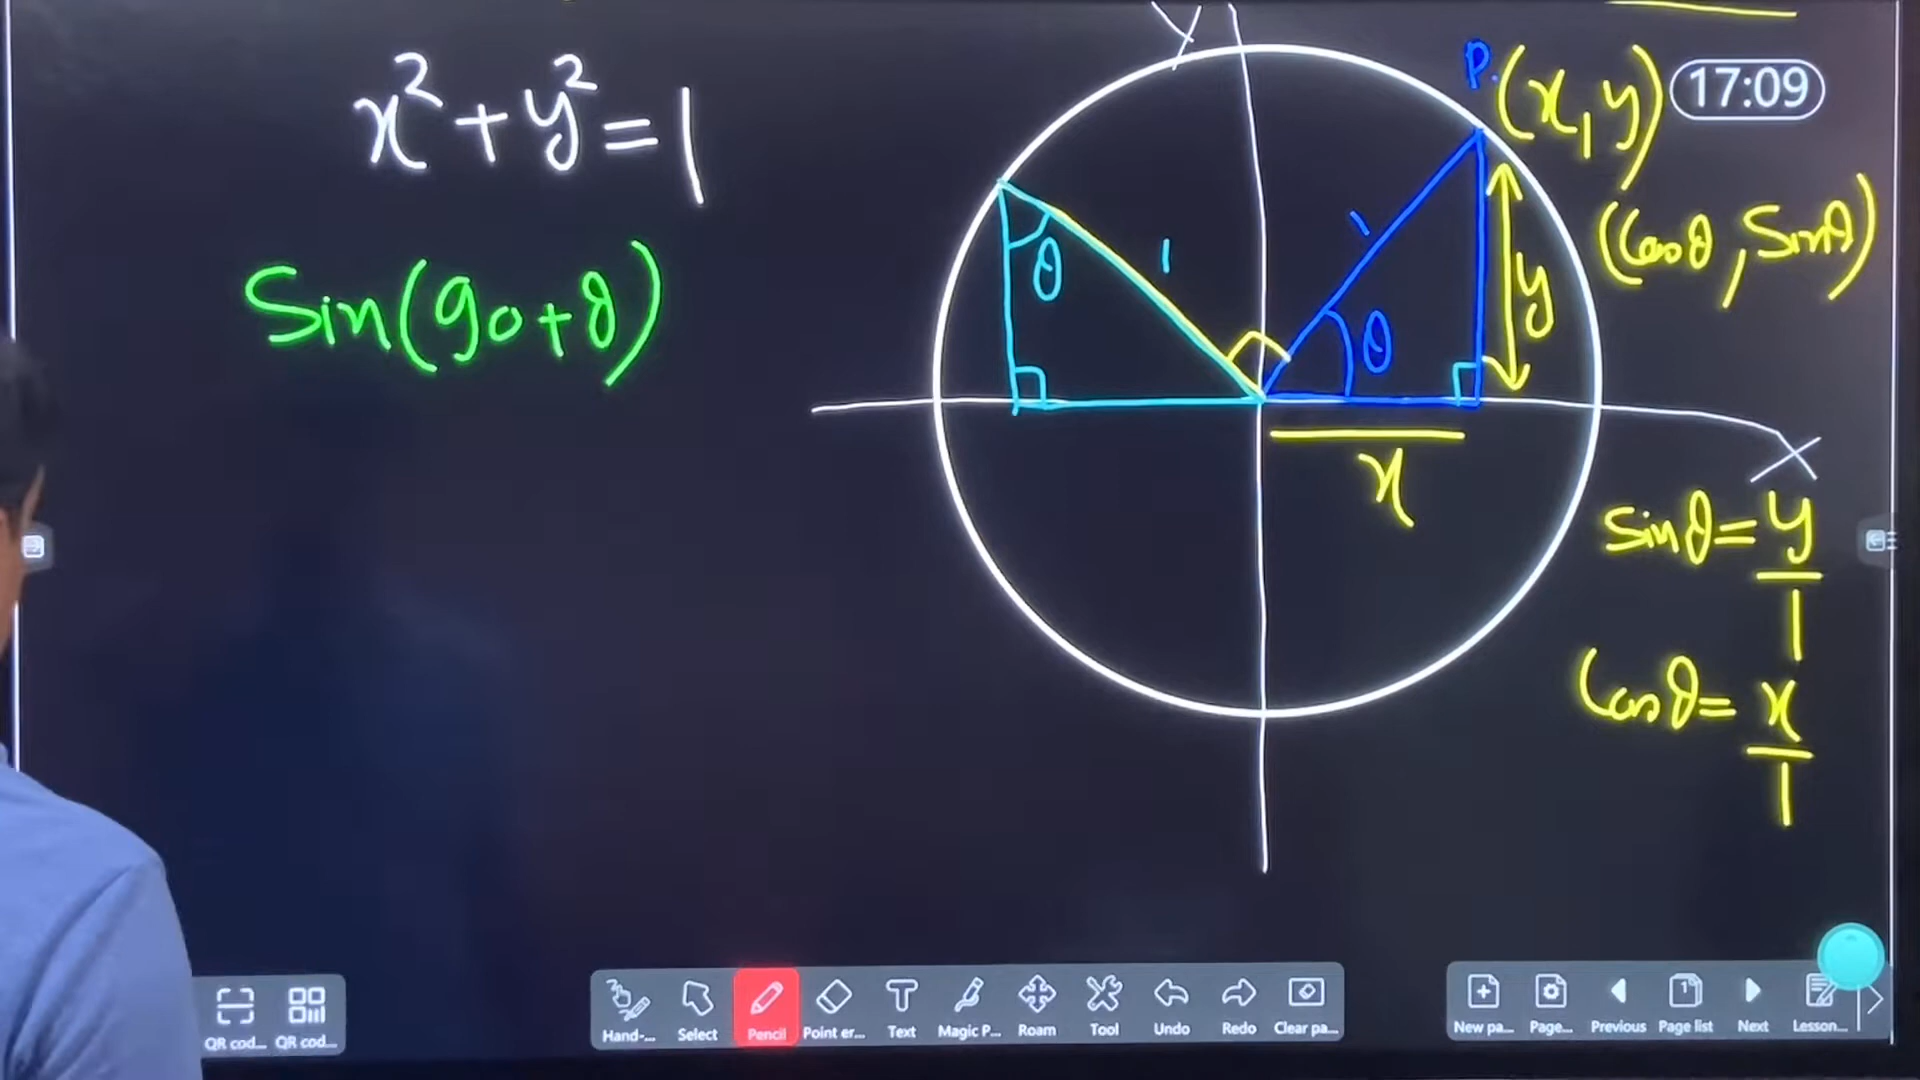 x² + y² = 1
Sin(90+θ)
y
P.
(x, y)
17:09
(Cosθ, Sinθ)
θ
1
1
θ
y
x
x
Sinθ = y/1
Cosθ = x/1
QR cod... QR cod...
Hand-... Select Pencil Point er... Text Magic P... Roam Tool Undo Redo Clear pa...
New pa... Page... Previous Page list Next Lesson...